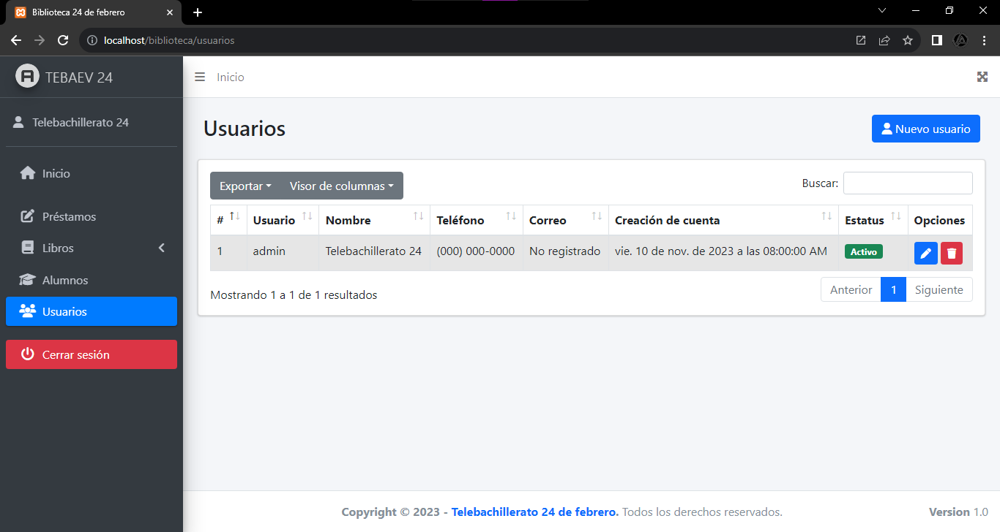 Biblioteca 24 de febrero
localhost/biblioteca/usuarios
TEBAEV 24
Inicio
Telebachillerato 24
Inicio
Préstamos
Libros
Alumnos
Usuarios
Cerrar sesión
Usuarios
Nuevo usuario
Exportar Visor de columnas
Buscar:
# Usuario Nombre Teléfono Correo Creación de cuenta Estatus Opciones
1 admin Telebachillerato 24 (000) 000-0000 No registrado vie. 10 de nov. de 2023 a las 08:00:00 AM Activo
Mostrando 1 a 1 de 1 resultados
Anterior 1 Siguiente
Copyright © 2023 - Telebachillerato 24 de febrero. Todos los derechos reservados.
Version 1.0